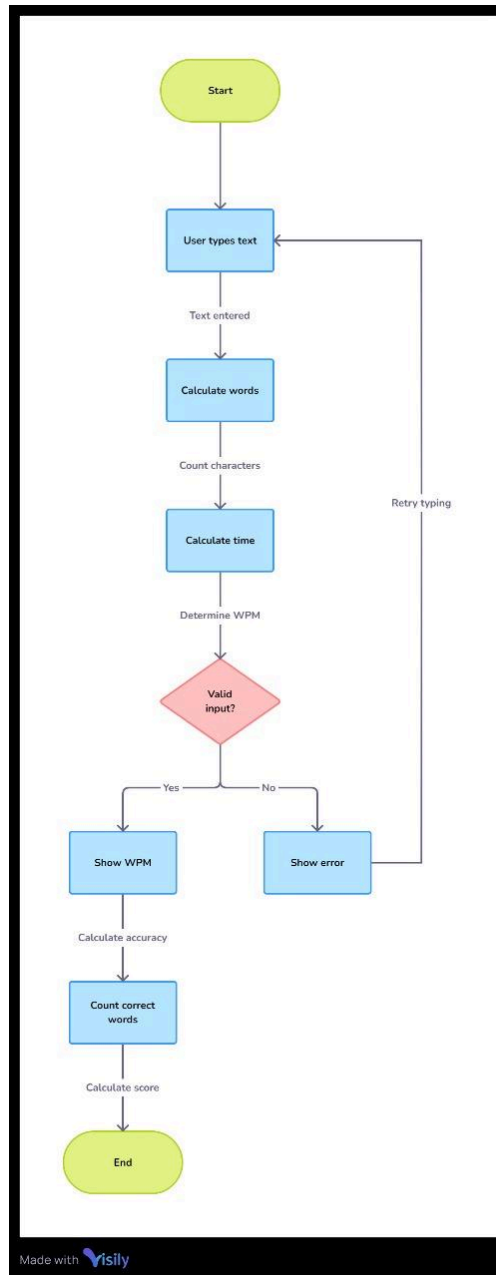 Start
User types text
Text entered
Calculate words
Count characters
Calculate time
Retry typing
Determine WPM
Valid
input?
Yes
No
Show WPM
Show error
Calculate accuracy
Count correct
words
Calculate score
End
Made with Visily